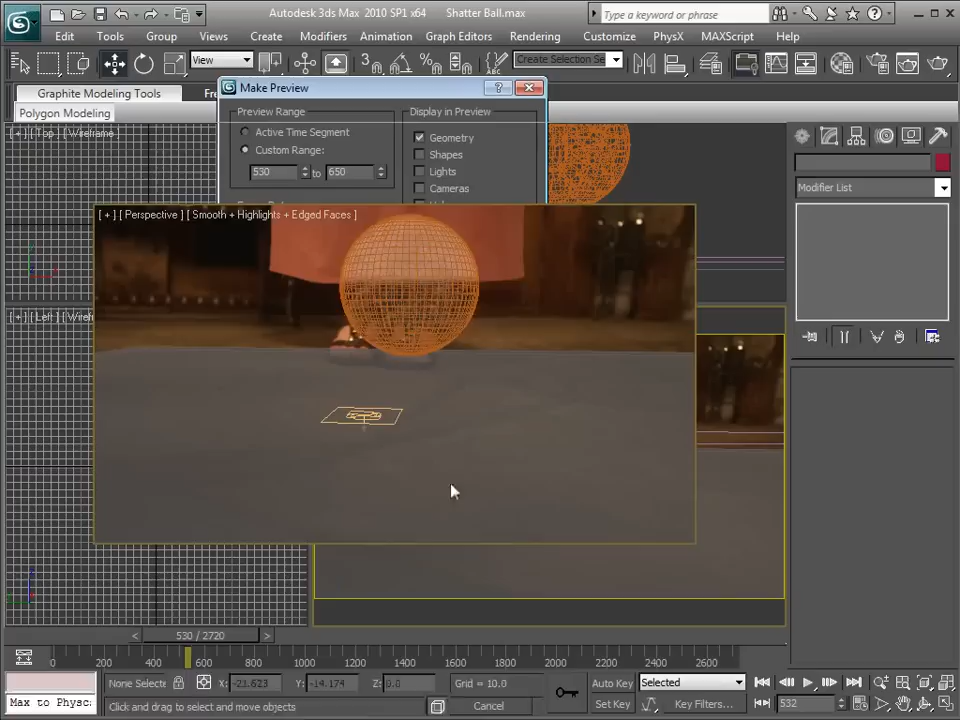 Autodesk 3ds Max 2010 SP1 x64 Shatter Ball.max
Type a keyword or phrase
Edit Tools Group Views Create Modifiers Animation Graph Editors Rendering Customize PhysX MAXScript Help
View
Create Selection Se
Graphite Modeling Tools
Fre
Polygon Modeling
Make Preview
Preview Range
Active Time Segment
Custom Range:
530 to 650
Display in Preview
Geometry
Shapes
Lights
Cameras
[ + ] [ Top ] [ Wireframe ]
[ + ] [ Perspective ] [ Smooth + Highlights + Edged Faces ]
[ + ] [ Left ] [ Wirefr
Modifier List
530 / 2720
0 200 400 600 800 1000 1200 1400 1600 1800 2000 2200 2400 2600
None Selecte X: -23.623 Y: -14.174 Z: 0.0 Grid = 10.0
Auto Key Selected
Max to Physc
Click and drag to select and move objects
Cancel
Set Key Key Filters...
532